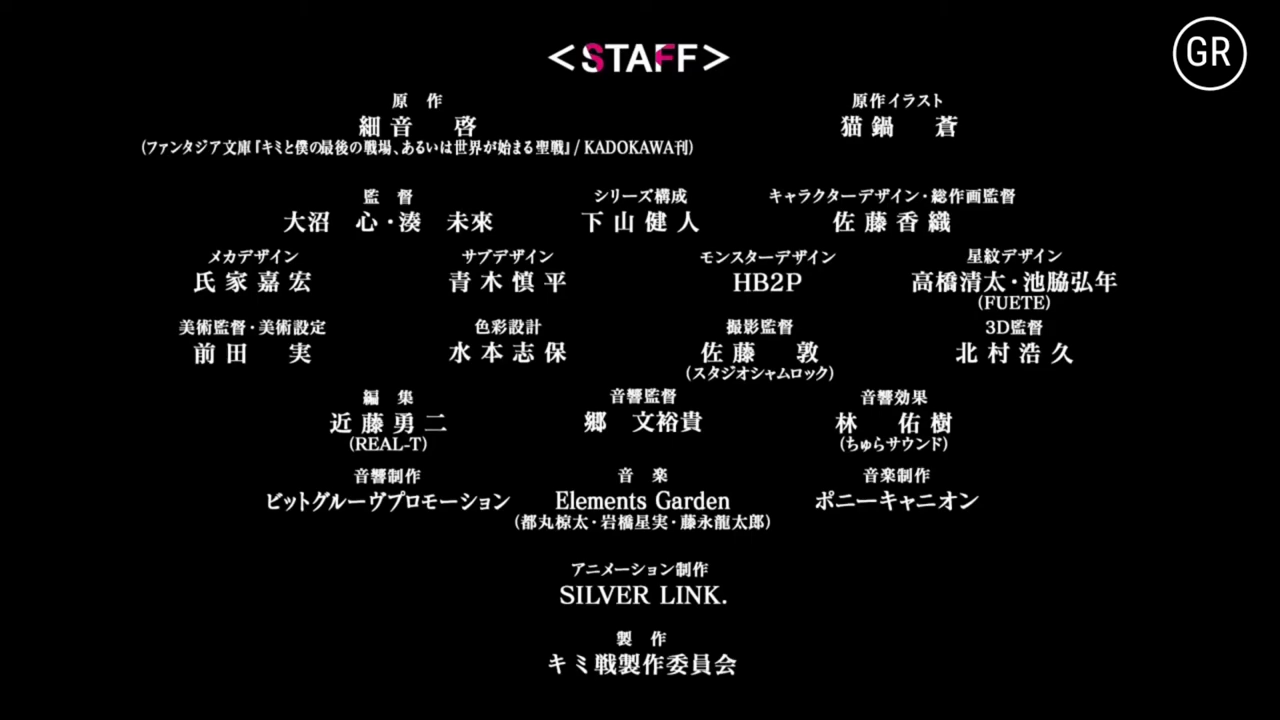 <STAFF>
GR
原作
細音 啓
(ファンタジア文庫『キミと僕の最後の戦場、あるいは世界が始まる聖戦』/ KADOKAWA刊)
原作イラスト
猫鍋 蒼
監督
大沼 心・湊 未來
シリーズ構成
下山健人
キャラクターデザイン・総作画監督
佐藤香織
メカデザイン
氏家嘉宏
サブデザイン
青木慎平
モンスターデザイン
HB2P
星紋デザイン
高橋清太・池脇弘年
(FUETE)
美術監督・美術設定
前田 実
色彩設計
水本志保
撮影監督
佐藤 敦
(スタジオシャムロック)
3D監督
北村浩久
編集
近藤勇二
(REAL-T)
音響監督
郷 文裕貴
音響効果
林 佑樹
(ちゅらサウンド)
音響制作
ビットグルーヴプロモーション
音楽
Elements Garden
(都丸椋太・岩橋星実・藤永龍太郎)
音楽制作
ポニーキャニオン
アニメーション制作
SILVER LINK.
製作
キミ戦製作委員会